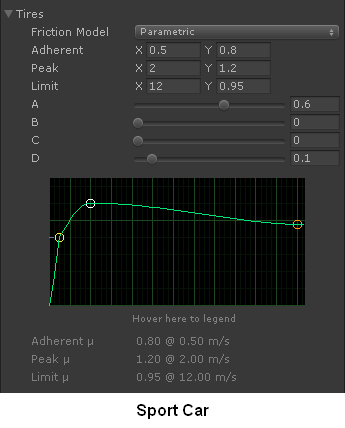 Tires
Friction Model Parametric
Adherent X 0.5 Y 0.8
Peak X 2 Y 1.2
Limit X 12 Y 0.95
A 0.6
B 0
C 0
D 0.1
Hover here to legend
Adherent μ 0.80 @ 0.50 m/s
Peak μ 1.20 @ 2.00 m/s
Limit μ 0.95 @ 12.00 m/s
Sport Car